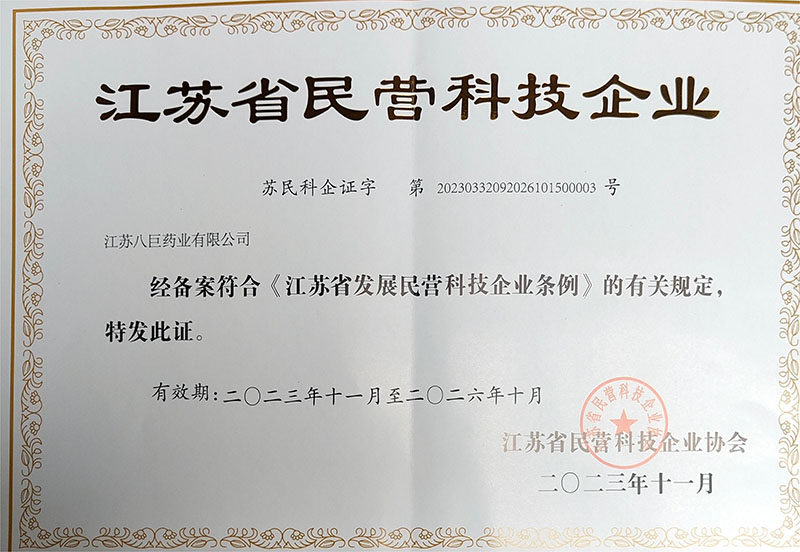 江苏省民营科技企业
苏民科企证字 第 20230332092026101500003 号
江苏八巨药业有限公司
经备案符合《江苏省发展民营科技企业条例》的有关规定，
特发此证。
有效期：二〇二三年十一月至二〇二六年十月
江苏省民营科技企业协会
二〇二三年十一月